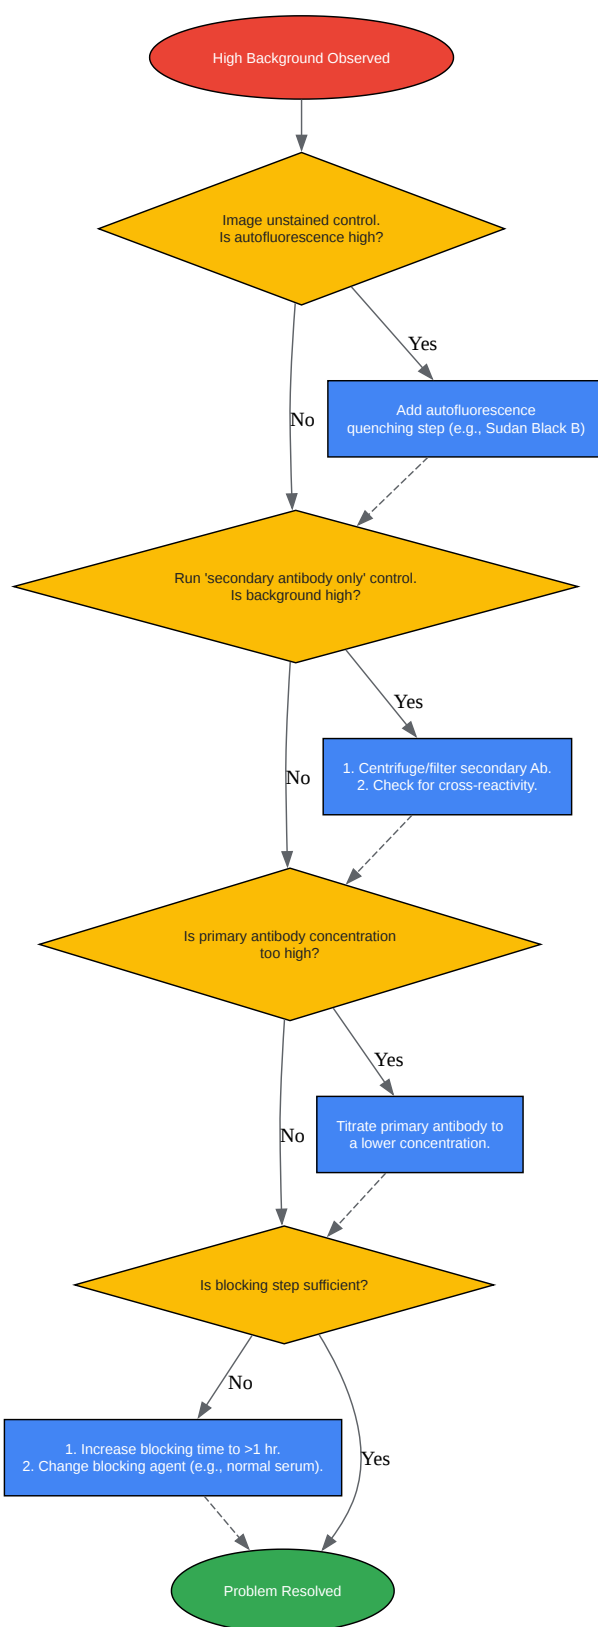 High Background Observed
Image unstained control.
Is autofluorescence high?
Yes
Add autofluorescence
quenching step (e.g., Sudan Black B)
No
Run 'secondary antibody only' control.
Is background high?
Yes
1. Centrifuge/filter secondary Ab.
2. Check for cross-reactivity.
No
Is primary antibody concentration
too high?
Yes
Titrate primary antibody to
a lower concentration.
No
Is blocking step sufficient?
No
1. Increase blocking time to >1 hr.
2. Change blocking agent (e.g., normal serum).
Yes
Problem Resolved